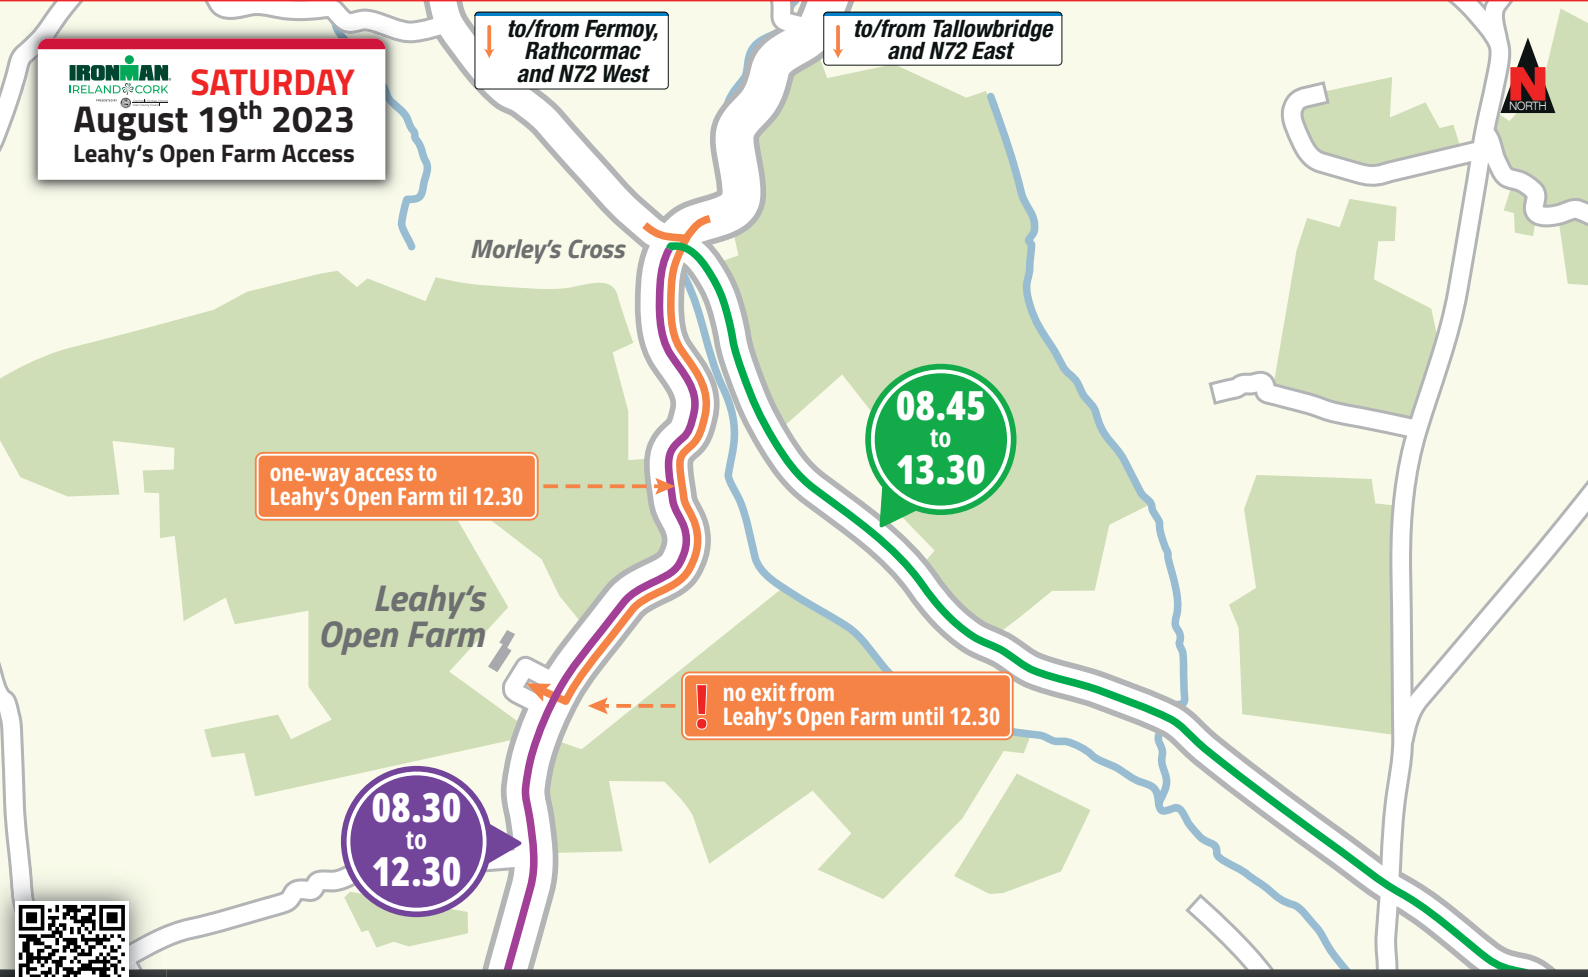 to/from Fermoy,
Rathcormac
and N72 West
to/from Tallowbridge
and N72 East
IRONMAN
IRELAND CORK
SATURDAY
August 19th 2023
Leahy's Open Farm Access
N
NORTH
Morley's Cross
08.45
to
13.30
one-way access to
Leahy's Open Farm til 12.30
Leahy's
Open Farm
! no exit from
Leahy's Open Farm until 12.30
08.30
to
12.30